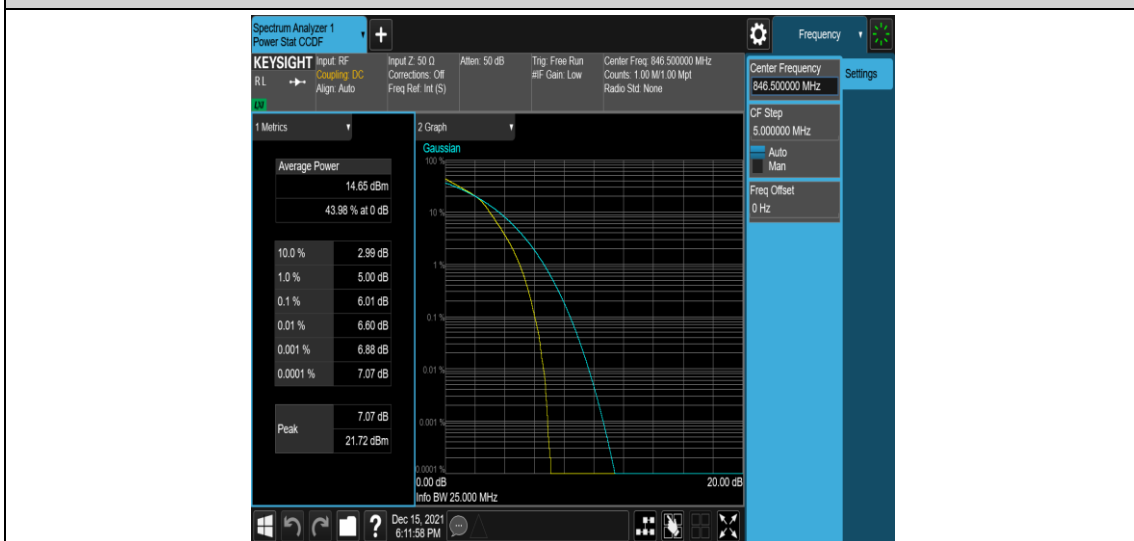 Spectrum Analyzer 1
Power Stat CCDF
+
Frequency
KEYSIGHT
RL
LXI
Input: RF
Coupling: DC
Align: Auto
Input Z: 50 Ω
Corrections: Off
Freq Ref: Int (S)
Atten: 50 dB
Trig: Free Run
#IF Gain: Low
Center Freq: 846.500000 MHz
Counts: 1.00 M/1.00 Mpt
Radio Std: None
Center Frequency
846.500000 MHz
Settings
CF Step
5.000000 MHz
Auto
Man
Freq Offset
0 Hz
1 Metrics
Average Power
14.65 dBm
43.98 % at 0 dB
10.0 % 2.99 dB
1.0 % 5.00 dB
0.1 % 6.01 dB
0.01 % 6.60 dB
0.001 % 6.88 dB
0.0001 % 7.07 dB
Peak
7.07 dB
21.72 dBm
2 Graph
Gaussian
100 %
10 %
1 %
0.1 %
0.01 %
0.001 %
0.0001 %
0.00 dB 20.00 dB
Info BW 25.000 MHz
?
Dec 15, 2021
6:11:58 PM